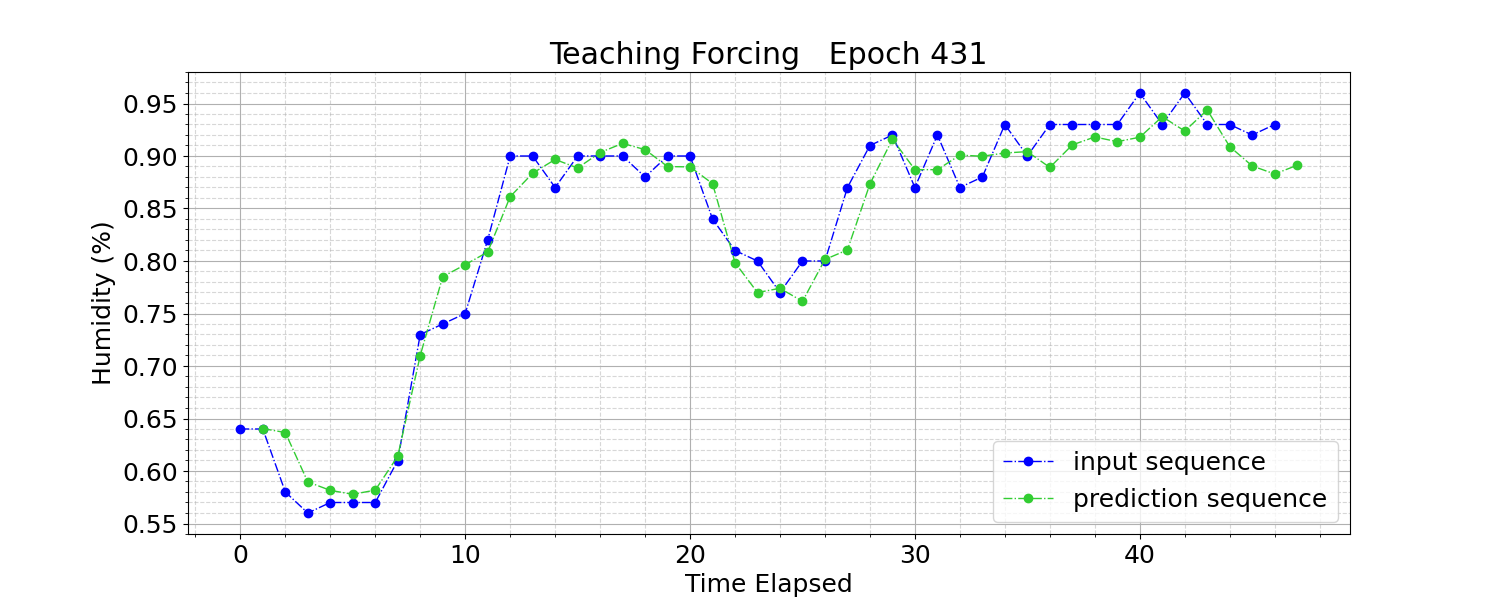 Teaching Forcing   Epoch 431
0.95
0.90
0.85
0.80
0.75
0.70
0.65
0.60
0.55
Humidity (%)
input sequence
prediction sequence
0 10 20 30 40
Time Elapsed